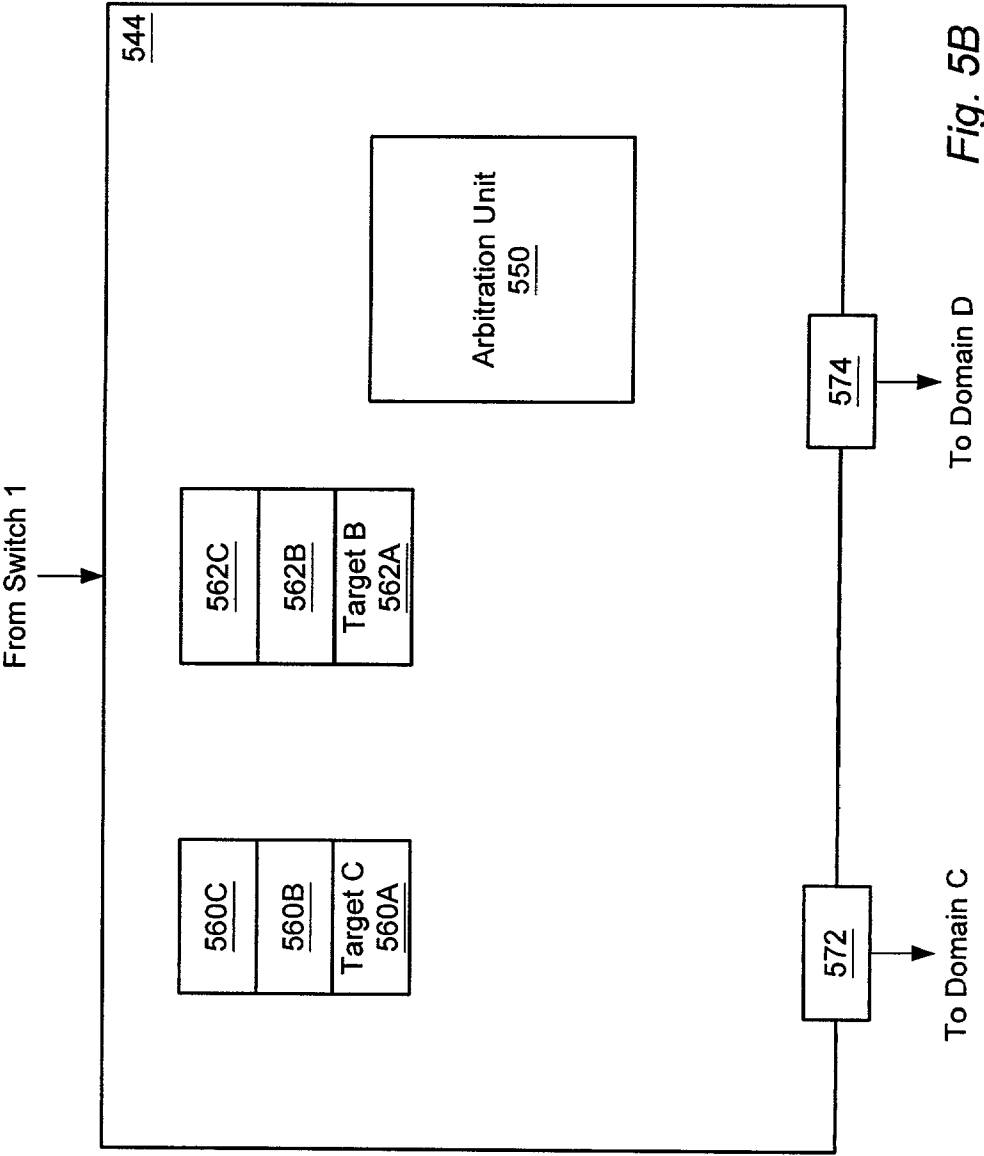 From Switch 1
544
560C
560B
Target C
560A
562C
562B
Target B
562A
Arbitration Unit
550
572
574
To Domain C
To Domain D
Fig. 5B